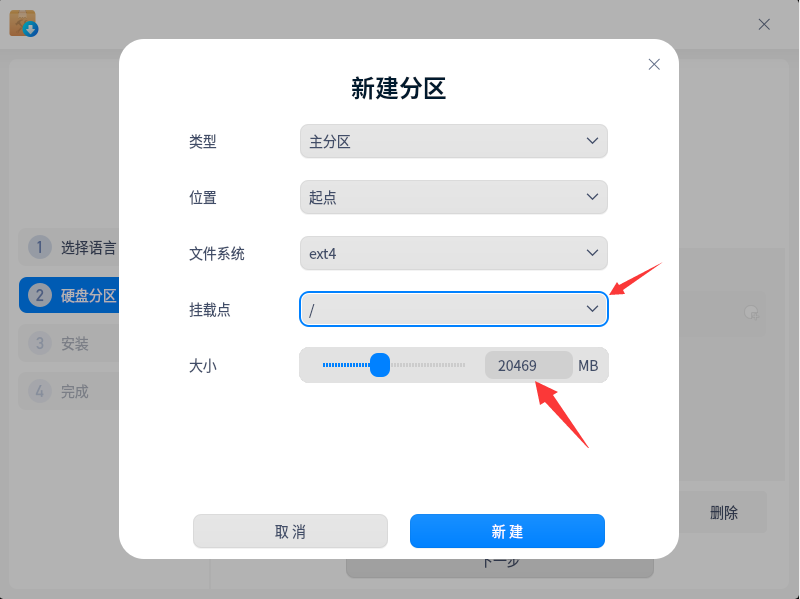 新建分区
类型
主分区
位置
起点
文件系统
ext4
挂载点
/
大小
20469
MB
取消
新建
1 选择语言
2 硬盘分区
3 安装
4 完成
删除
下一步